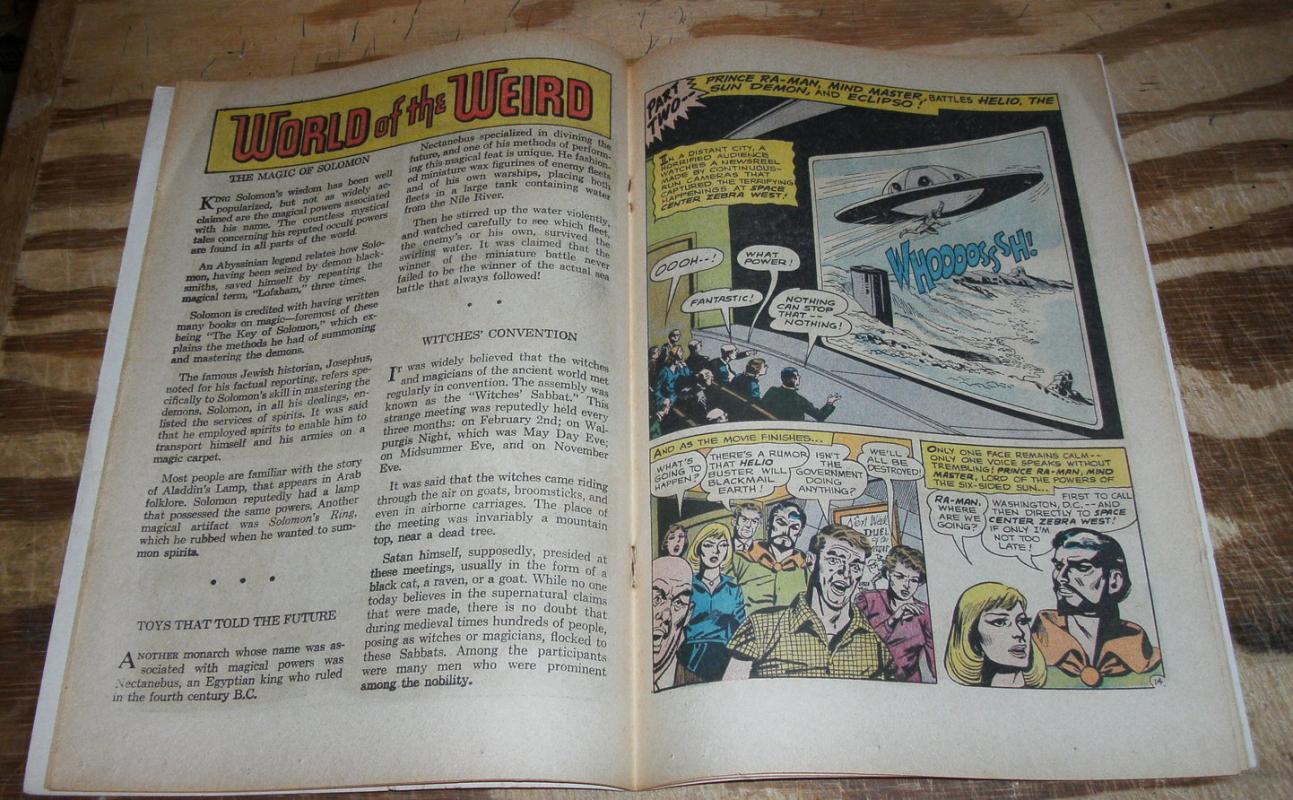 WORLD of the WEIRD
THE MAGIC OF SOLOMON
KING Solomon's wisdom has been well
popularized, but not as widely ac-
claimed are the magical powers associated
with his name. The countless mystical
tales concerning his reputed occult powers
are found in all parts of the world.
An Abyssinian legend relates how Solo-
mon, having been seized by demon black-
smiths, saved himself by repeating the
magical term, "Lofaham," three times.
Solomon is credited with having written
many books on magic—foremost of these
being "The Key of Solomon," which ex-
plains the methods he had of summoning
and mastering the demons.
The famous Jewish historian, Josephus,
noted for his factual reporting, refers spe-
cifically to Solomon's skill in mastering the
demons. Solomon, in all his dealings, en-
listed the services of spirits. It was said
that he employed spirits to enable him to
transport himself and his armies on a
magic carpet.
Most people are familiar with the story
of Aladdin's Lamp, that appears in Arab
folklore. Solomon reputedly had a lamp
that possessed the same powers. Another
magical artifact was Solomon's Ring,
which he rubbed when he wanted to sum-
mon spirits.
• • •
TOYS THAT TOLD THE FUTURE
ANOTHER monarch whose name was as-
sociated with magical powers was
Nectanebus, an Egyptian king who ruled
in the fourth century B.C.
Nectanebus specialized in divining the
future, and one of his methods of perform-
ing this magical feat is unique. He fashion-
ed miniature wax figurines of enemy fleets
and of his own warships, placing both
fleets in a large tank containing water
from the Nile River.
Then he stirred up the water violently,
and watched carefully to see which fleet,
the enemy's or his own, survived the
swirling water. It was claimed that the
winner of the miniature battle never
failed to be the winner of the actual sea
battle that always followed!
• •
WITCHES' CONVENTION
IT was widely believed that the witches
and magicians of the ancient world met
regularly in convention. The assembly was
known as the "Witches' Sabbat." This
strange meeting was reputedly held every
three months: on February 2nd; on Wal-
purgis Night, which was May Day Eve;
on Midsummer Eve, and on November
Eve.
It was said that the witches came riding
through the air on goats, broomsticks, and
even in airborne carriages. The place of
the meeting was invariably a mountain
top, near a dead tree.
Satan himself, supposedly, presided at
these meetings, usually in the form of a
black cat, a raven, or a goat. While no one
today believes in the supernatural claims
that were made, there is no doubt that
during medieval times hundreds of people,
posing as witches or magicians, flocked to
these Sabbats. Among the participants
were many men who were prominent
among the nobility.
PART
TWO--
PRINCE RA-MAN, MIND MASTER, BATTLES HELIO, THE
SUN DEMON, AND ECLIPSO!
IN A DISTANT CITY, A
HORRIFIED AUDIENCE
WATCHES A NEWSREEL
MADE BY CONTINUOUS-
RUN CAMERAS THAT
CAPTURED THE TERRIFYING
HAPPENINGS AT SPACE
CENTER ZEBRA WEST!
WHOOOOSSSH!
OOOH--!
WHAT
POWER!
FANTASTIC!
NOTHING
CAN STOP
THAT--
NOTHING!
AND AS THE MOVIE FINISHES...
WHAT'S
GOING TO
HAPPEN?
THERE'S A RUMOR
THAT HELIO
BUSTER WILL
BLACKMAIL
EARTH!
ISN'T
THE
GOVERNMENT
DOING
ANYTHING?
WE'LL
ALL BE
DESTROYED!
Next Week
DUEL
ONLY ONE FACE REMAINS CALM--
ONLY ONE VOICE SPEAKS WITHOUT
TREMBLING! PRINCE RA-MAN, MIND
MASTER, LORD OF THE POWERS OF
THE SIX-SIDED SUN...
RA-MAN,
WHERE
ARE WE
GOING?
FIRST TO CALL
WASHINGTON, D.C.--AND
THEN DIRECTLY TO SPACE
CENTER ZEBRA WEST!
IF ONLY I'M
NOT TOO
LATE!
14